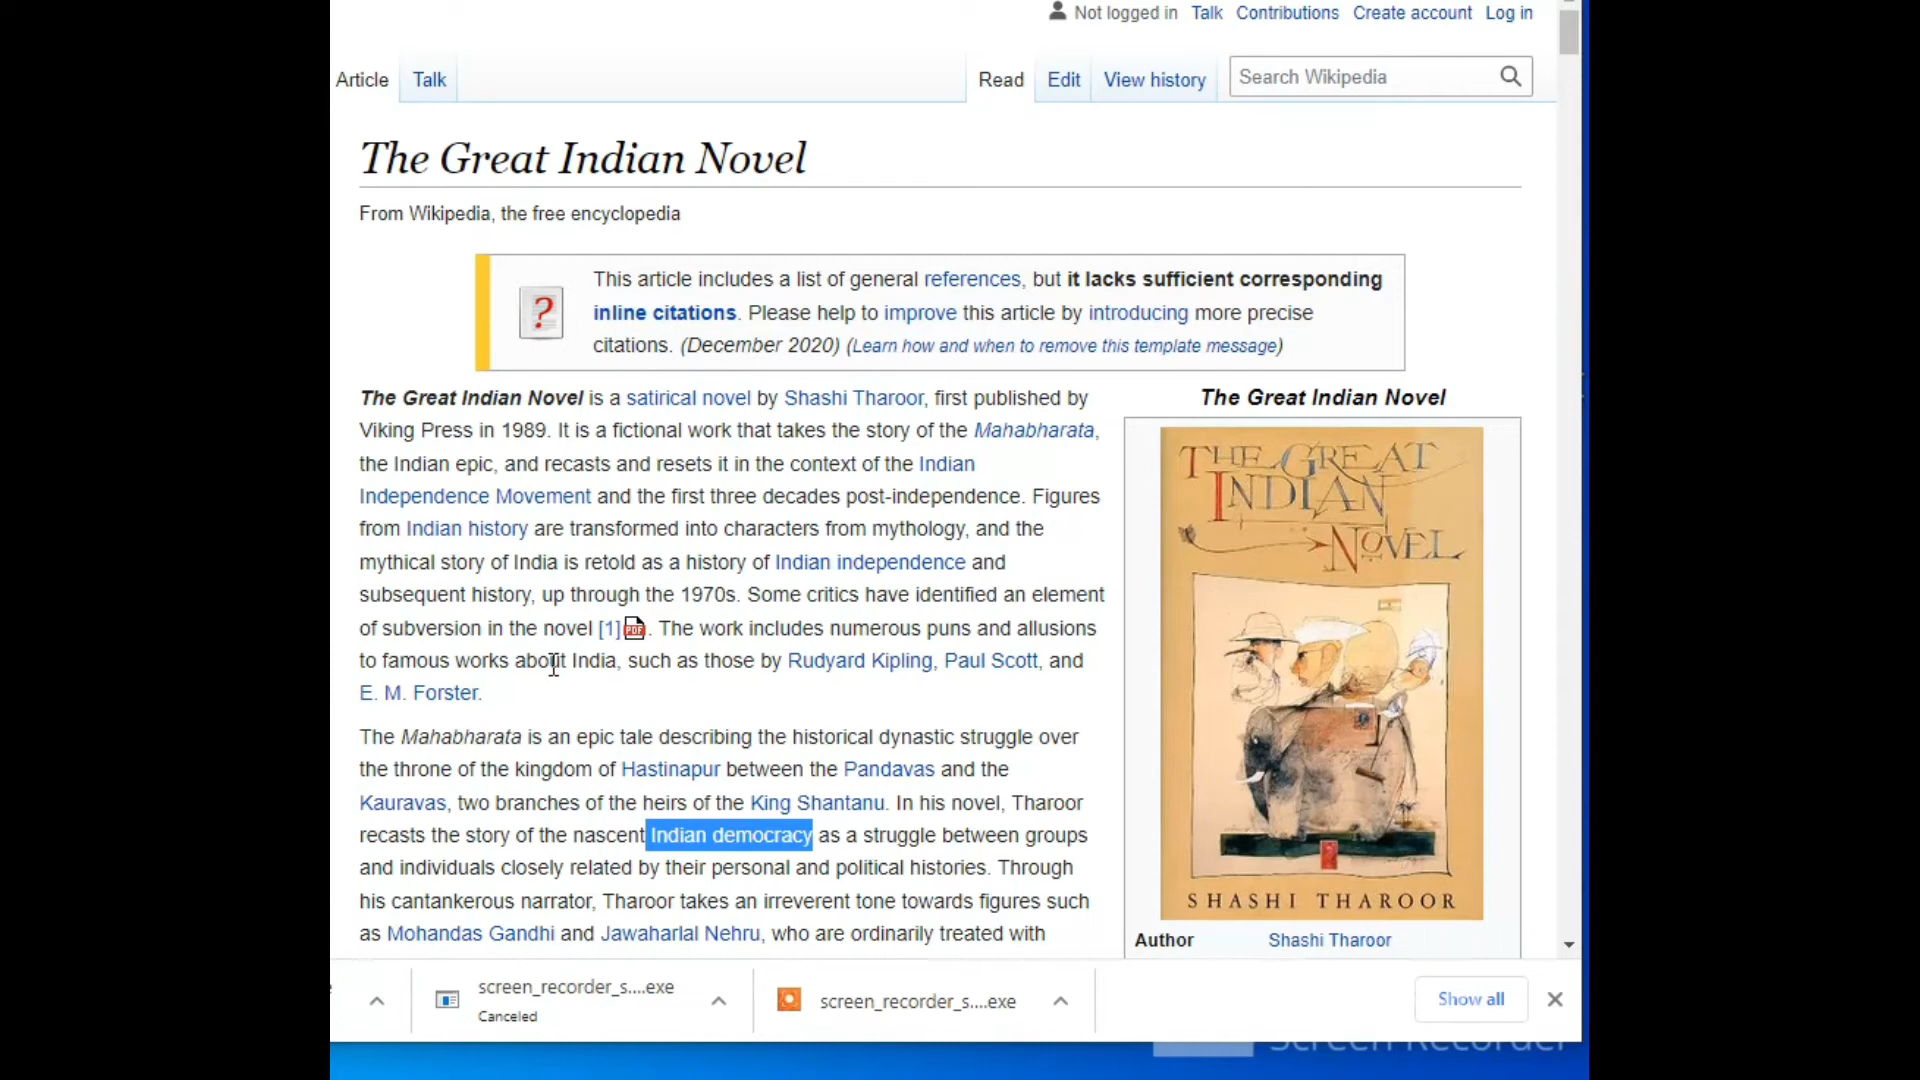 Not logged in Talk Contributions Create account Log in
Article Talk Read Edit View history Search Wikipedia
The Great Indian Novel
From Wikipedia, the free encyclopedia
This article includes a list of general references, but it lacks sufficient corresponding
inline citations. Please help to improve this article by introducing more precise
citations. (December 2020) (Learn how and when to remove this template message)
The Great Indian Novel is a satirical novel by Shashi Tharoor, first published by
Viking Press in 1989. It is a fictional work that takes the story of the Mahabharata,
the Indian epic, and recasts and resets it in the context of the Indian
Independence Movement and the first three decades post-independence. Figures
from Indian history are transformed into characters from mythology, and the
mythical story of India is retold as a history of Indian independence and
subsequent history, up through the 1970s. Some critics have identified an element
of subversion in the novel [1] PDF. The work includes numerous puns and allusions
to famous works about India, such as those by Rudyard Kipling, Paul Scott, and
E. M. Forster.
The Mahabharata is an epic tale describing the historical dynastic struggle over
the throne of the kingdom of Hastinapur between the Pandavas and the
Kauravas, two branches of the heirs of the King Shantanu. In his novel, Tharoor
recasts the story of the nascent Indian democracy as a struggle between groups
and individuals closely related by their personal and political histories. Through
his cantankerous narrator, Tharoor takes an irreverent tone towards figures such
as Mohandas Gandhi and Jawaharlal Nehru, who are ordinarily treated with
The Great Indian Novel
THE GREAT
INDIAN
NOVEL
SHASHI THAROOR
Author Shashi Tharoor
screen_recorder_s....exe
Canceled
screen_recorder_s....exe
Show all
Screen Recorder